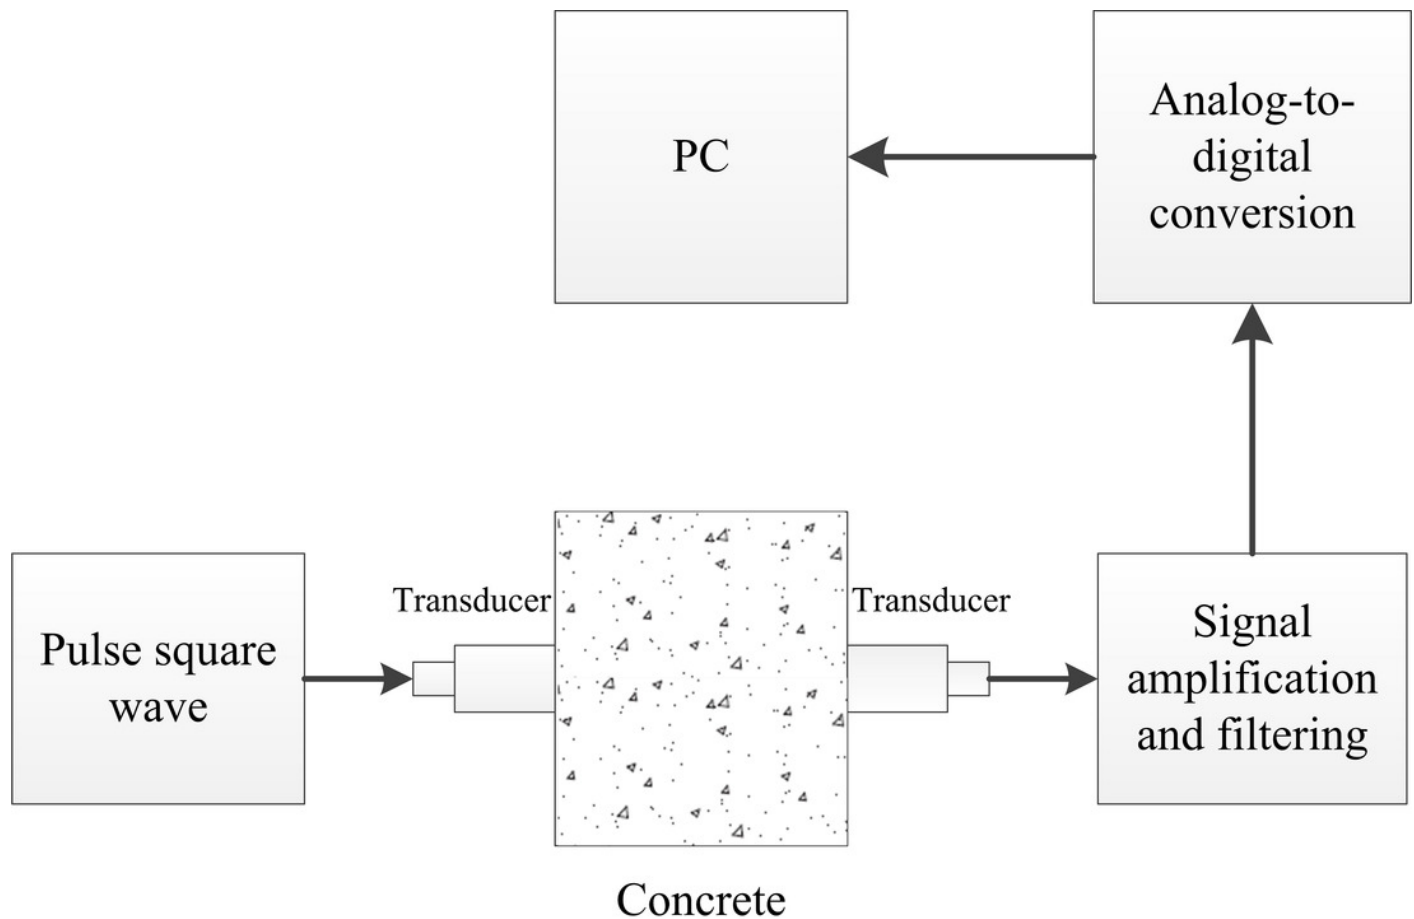 PC
Analog-to-
digital
conversion
Pulse square
wave
Transducer
Transducer
Signal
amplification
and filtering
Concrete